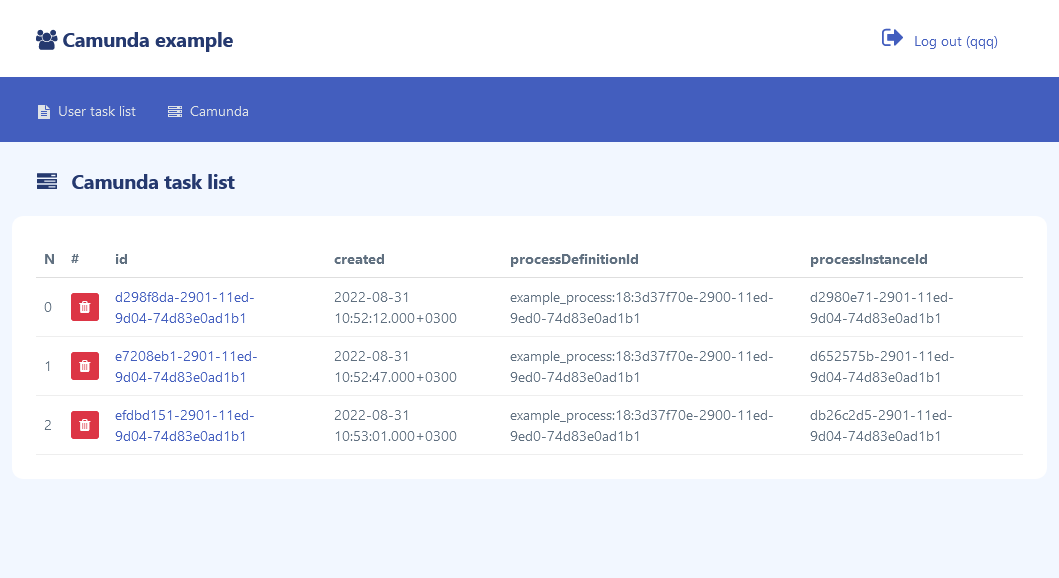 Camunda example
Log out (qqq)
User task list Camunda
Camunda task list
N # id created processDefinitionId processInstanceId
0 d298f8da-2901-11ed- 2022-08-31 example_process:18:3d37f70e-2900-11ed- d2980e71-2901-11ed-
9d04-74d83e0ad1b1 10:52:12.000+0300 9ed0-74d83e0ad1b1 9d04-74d83e0ad1b1
1 e7208eb1-2901-11ed- 2022-08-31 example_process:18:3d37f70e-2900-11ed- d652575b-2901-11ed-
9d04-74d83e0ad1b1 10:52:47.000+0300 9ed0-74d83e0ad1b1 9d04-74d83e0ad1b1
2 efdbd151-2901-11ed- 2022-08-31 example_process:18:3d37f70e-2900-11ed- db26c2d5-2901-11ed-
9d04-74d83e0ad1b1 10:53:01.000+0300 9ed0-74d83e0ad1b1 9d04-74d83e0ad1b1